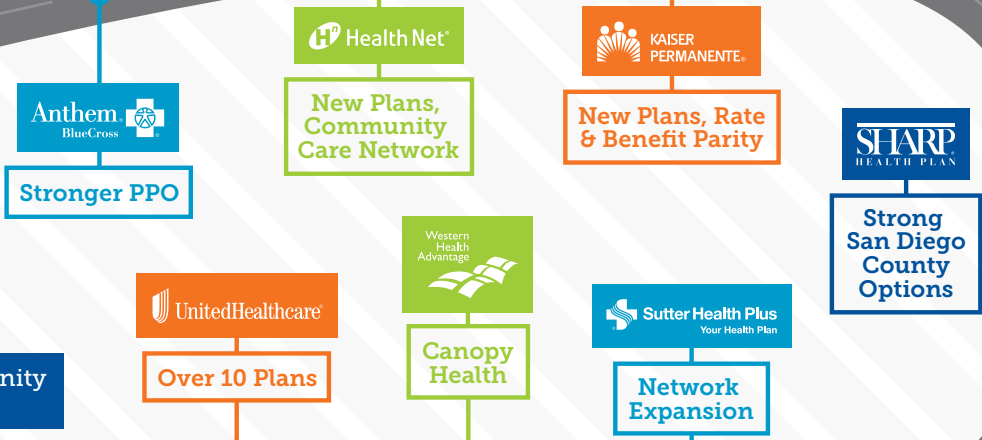 Health Net®
KAISER
PERMANENTE®
Anthem
BlueCross
New Plans,
Community
Care Network
New Plans, Rate
& Benefit Parity
SHARP®
HEALTH PLAN
Stronger PPO
Strong
San Diego
County
Options
Western
Health
Advantage
UnitedHealthcare®
Sutter Health Plus
Your Health Plan
nity
Over 10 Plans
Canopy
Health
Network
Expansion